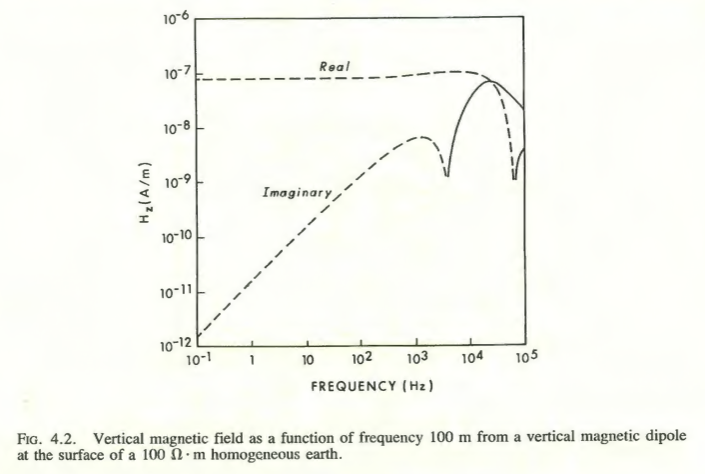 10-6
10-7
10-8
10-9
10-10
10-11
10-12
Hz(A/m)
Real
Imaginary
10-1 1 10 102 103 104 105
FREQUENCY (Hz)
FIG. 4.2. Vertical magnetic field as a function of frequency 100 m from a vertical magnetic dipole
at the surface of a 100 Ω · m homogeneous earth.